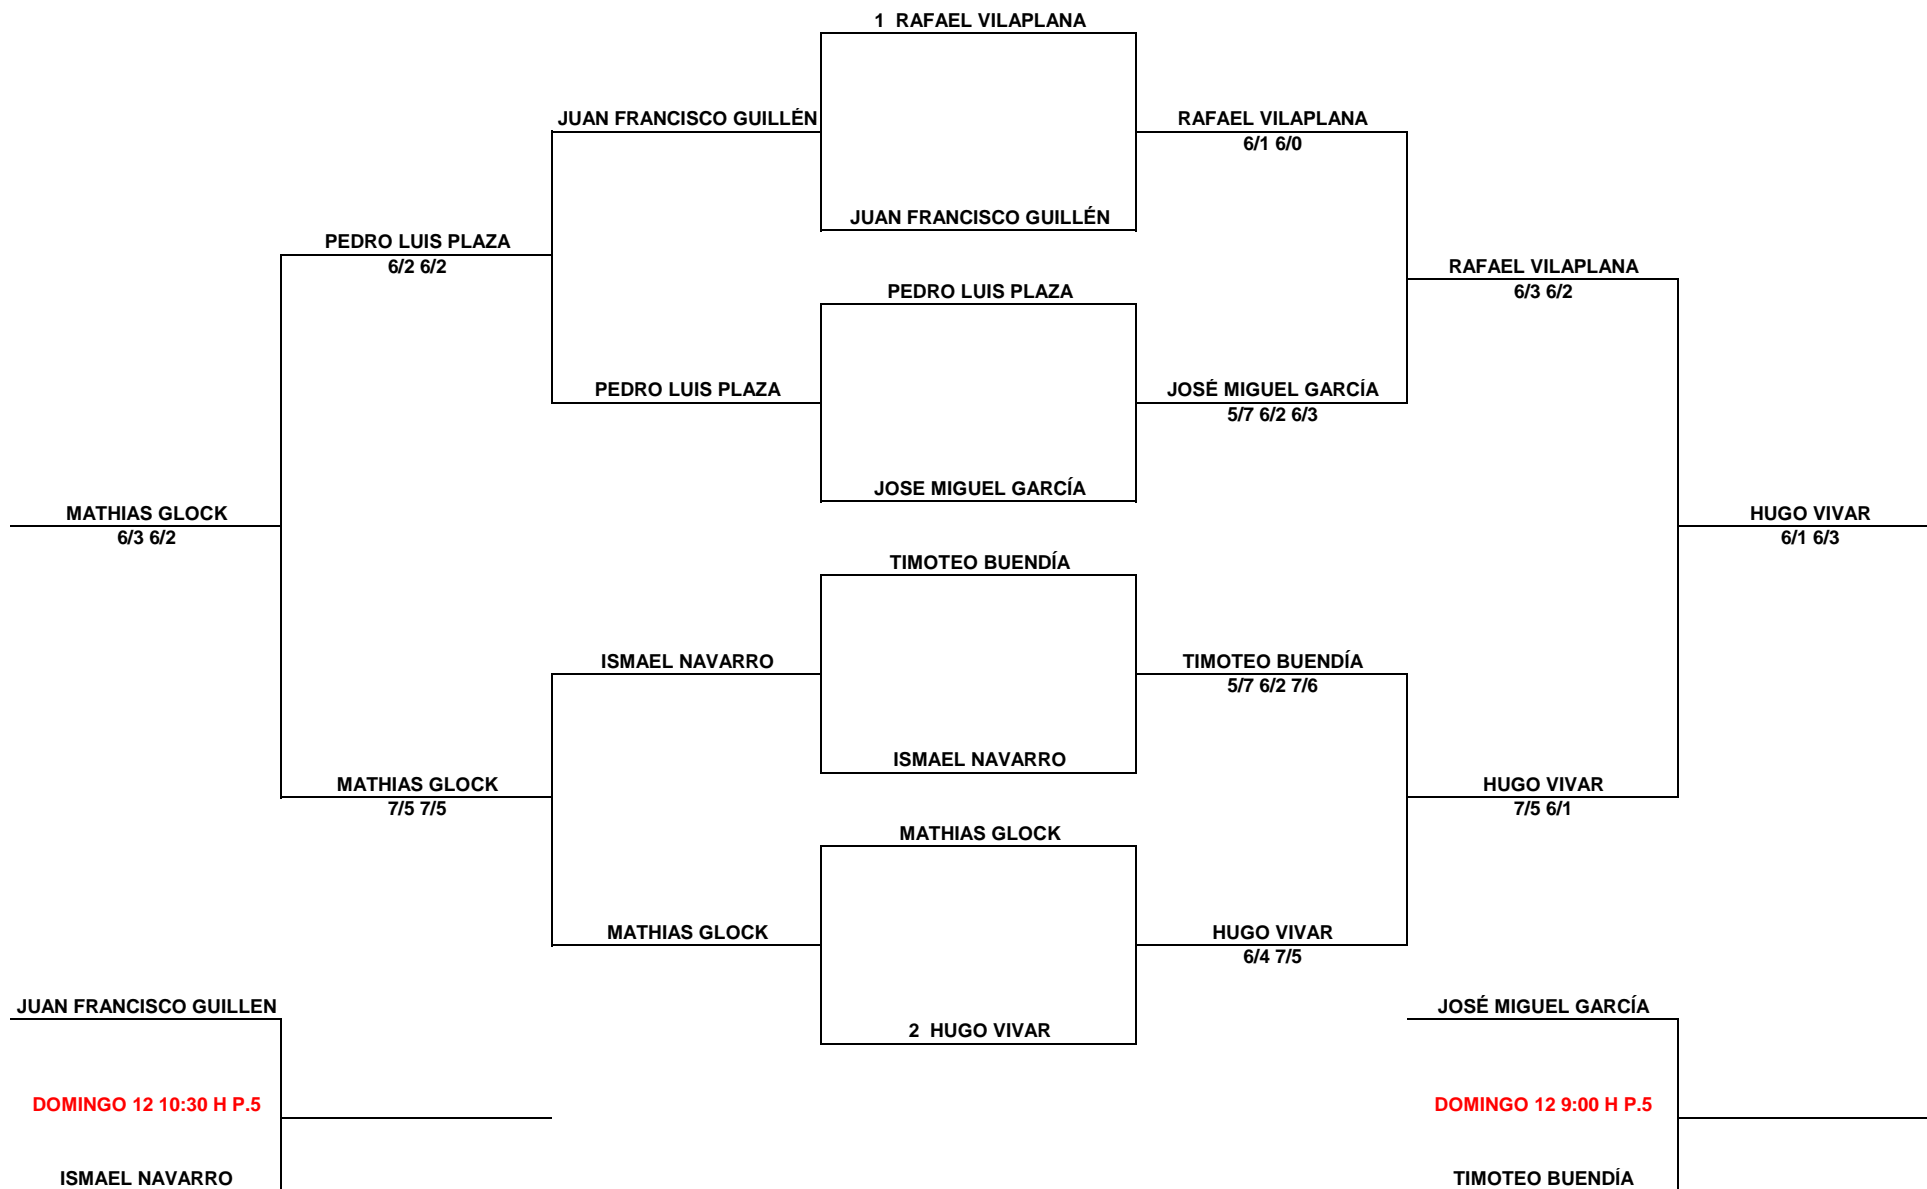 1 RAFAEL VILAPLANA
JUAN FRANCISCO GUILLÉN
RAFAEL VILAPLANA
6/1 6/0
JUAN FRANCISCO GUILLÉN
PEDRO LUIS PLAZA
6/2 6/2
RAFAEL VILAPLANA
6/3 6/2
PEDRO LUIS PLAZA
PEDRO LUIS PLAZA
JOSÉ MIGUEL GARCÍA
5/7 6/2 6/3
JOSE MIGUEL GARCÍA
MATHIAS GLOCK
6/3 6/2
HUGO VIVAR
6/1 6/3
TIMOTEO BUENDÍA
ISMAEL NAVARRO
TIMOTEO BUENDÍA
5/7 6/2 7/6
ISMAEL NAVARRO
MATHIAS GLOCK
7/5 7/5
HUGO VIVAR
7/5 6/1
MATHIAS GLOCK
MATHIAS GLOCK
HUGO VIVAR
6/4 7/5
JUAN FRANCISCO GUILLEN
JOSÉ MIGUEL GARCÍA
2 HUGO VIVAR
DOMINGO 12 10:30 H P.5
DOMINGO 12 9:00 H P.5
ISMAEL NAVARRO
TIMOTEO BUENDÍA